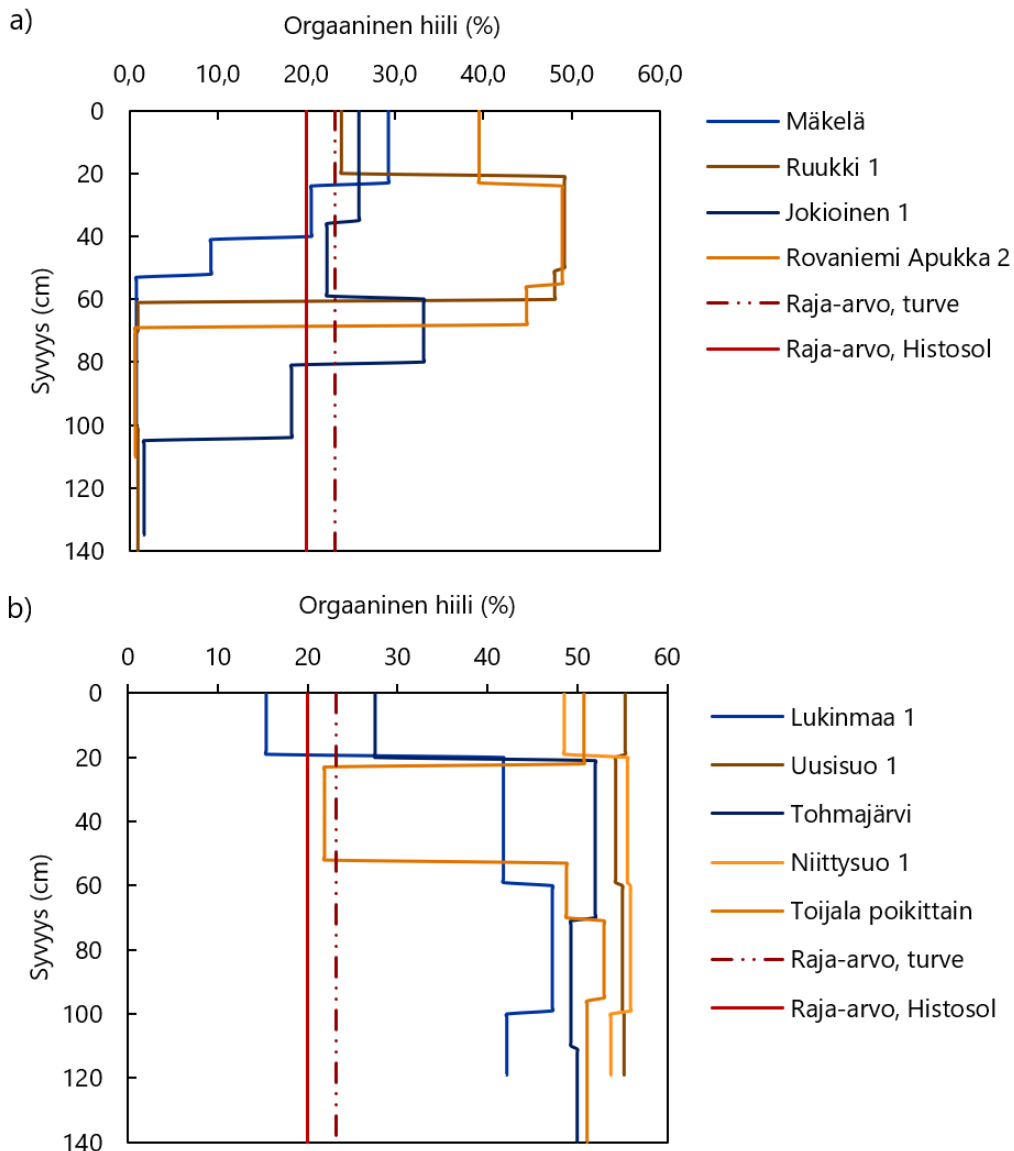 a)
Orgaaninen hiili (%)
0,0 10,0 20,0 30,0 40,0 50,0 60,0
Syvyys (cm)
0
20
40
60
80
100
120
140
Mäkelä
Ruukki 1
Jokioinen 1
Rovaniemi Apukka 2
Raja-arvo, turve
Raja-arvo, Histosol
b)
Orgaaninen hiili (%)
0 10 20 30 40 50 60
Syvyys (cm)
0
20
40
60
80
100
120
140
Lukinmaa 1
Uusisuo 1
Tohmajärvi
Niittysuo 1
Toijala poikittain
Raja-arvo, turve
Raja-arvo, Histosol